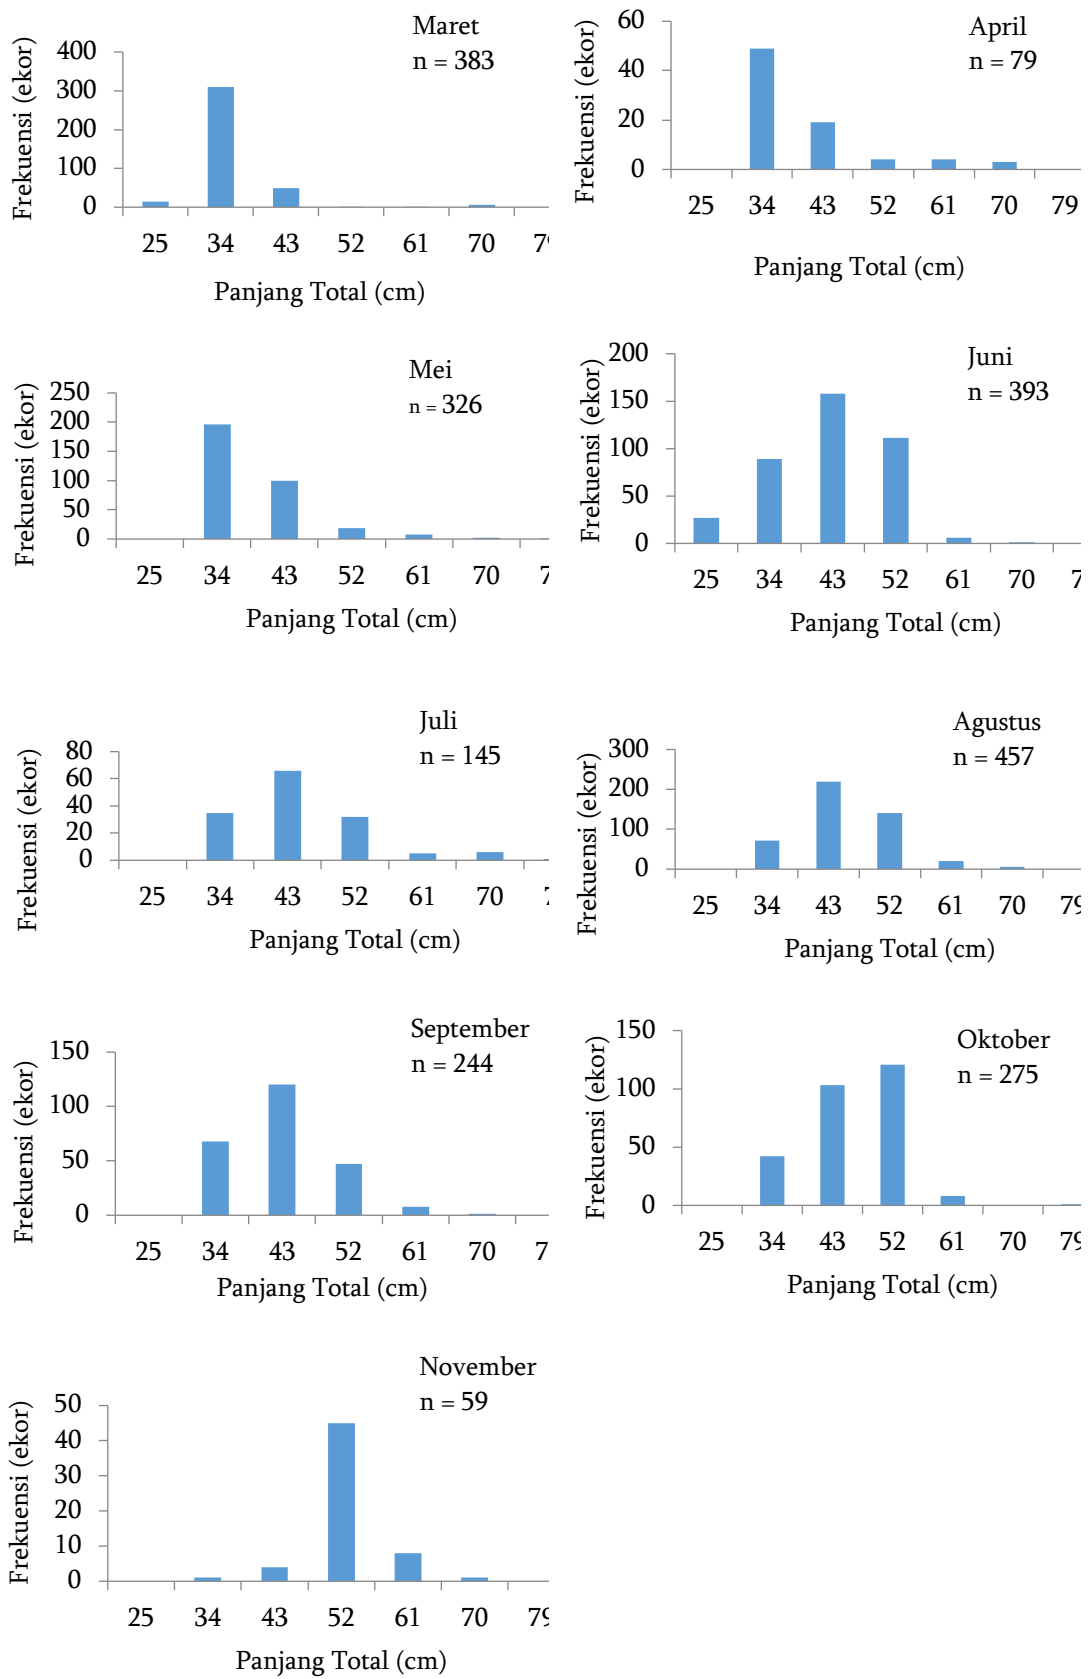 Maret
n = 383
Frekuensi (ekor)
400
300
200
100
0
25 34 43 52 61 70 79
Panjang Total (cm)
April
n = 79
Frekuensi (ekor)
60
40
20
0
25 34 43 52 61 70 79
Panjang Total (cm)
Mei
n = 326
Frekuensi (ekor)
250
200
150
100
50
0
25 34 43 52 61 70 7
Panjang Total (cm)
Juni
n = 393
Frekuensi (ekor)
200
150
100
50
0
25 34 43 52 61 70 7
Panjang Total (cm)
Juli
n = 145
Frekuensi (ekor)
80
60
40
20
0
25 34 43 52 61 70 7
Panjang Total (cm)
Agustus
n = 457
Frekuensi (ekor)
300
200
100
0
25 34 43 52 61 70 79
Panjang Total (cm)
September
n = 244
Frekuensi (ekor)
150
100
50
0
25 34 43 52 61 70 7
Panjang Total (cm)
Oktober
n = 275
Frekuensi (ekor)
150
100
50
0
25 34 43 52 61 70 79
Panjang Total (cm)
November
n = 59
Frekuensi (ekor)
50
40
30
20
10
0
25 34 43 52 61 70 79
Panjang Total (cm)